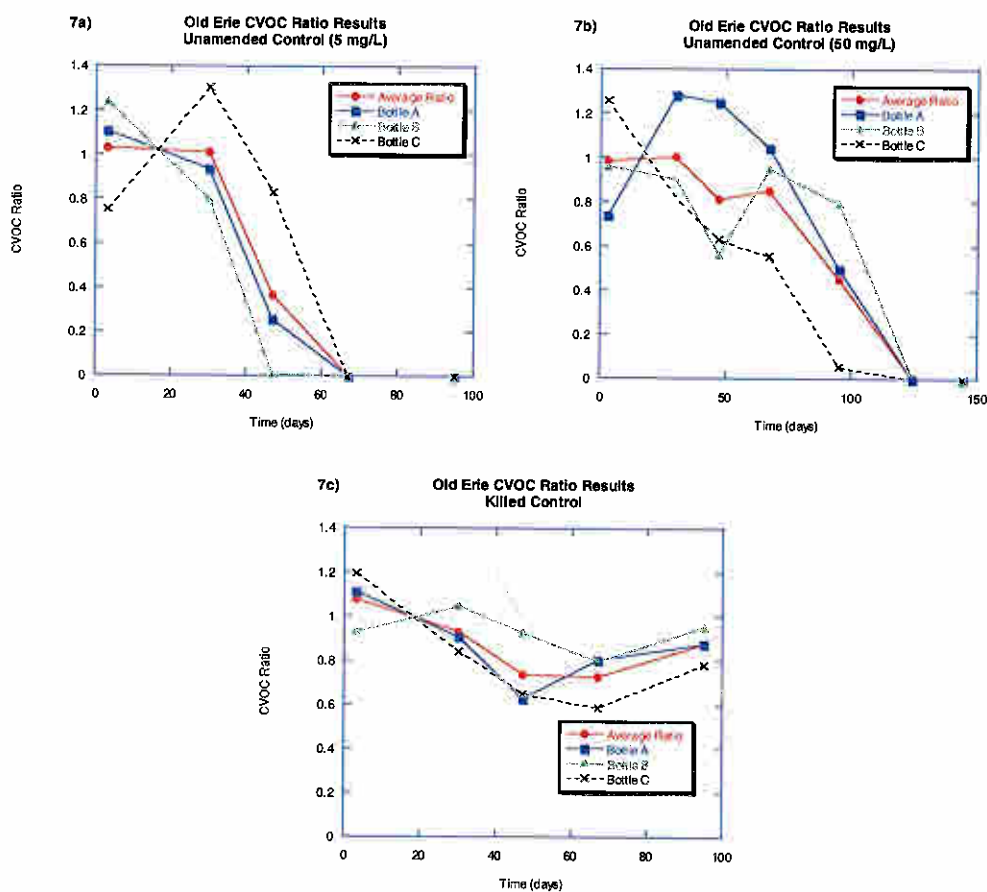 7a)
Old Erie CVOC Ratio Results
Unamended Control (5 mg/L)
1.4
1.2
1
0.8
0.6
0.4
0.2
0
CVOC Ratio
Average Ratio
Bottle A
Bottle B
Bottle C
0 20 40 60 80 100
Time (days)
7b)
Old Erie CVOC Ratio Results
Unamended Control (50 mg/L)
1.4
1.2
1
0.8
0.6
0.4
0.2
0
CVOC Ratio
Average Ratio
Bottle A
Bottle B
Bottle C
0 50 100 150
Time (days)
7c)
Old Erie CVOC Ratio Results
Killed Control
1.4
1.2
1
0.8
0.6
0.4
0.2
0
CVOC Ratio
Average Ratio
Bottle A
Bottle B
Bottle C
0 20 40 60 80 100
Time (days)